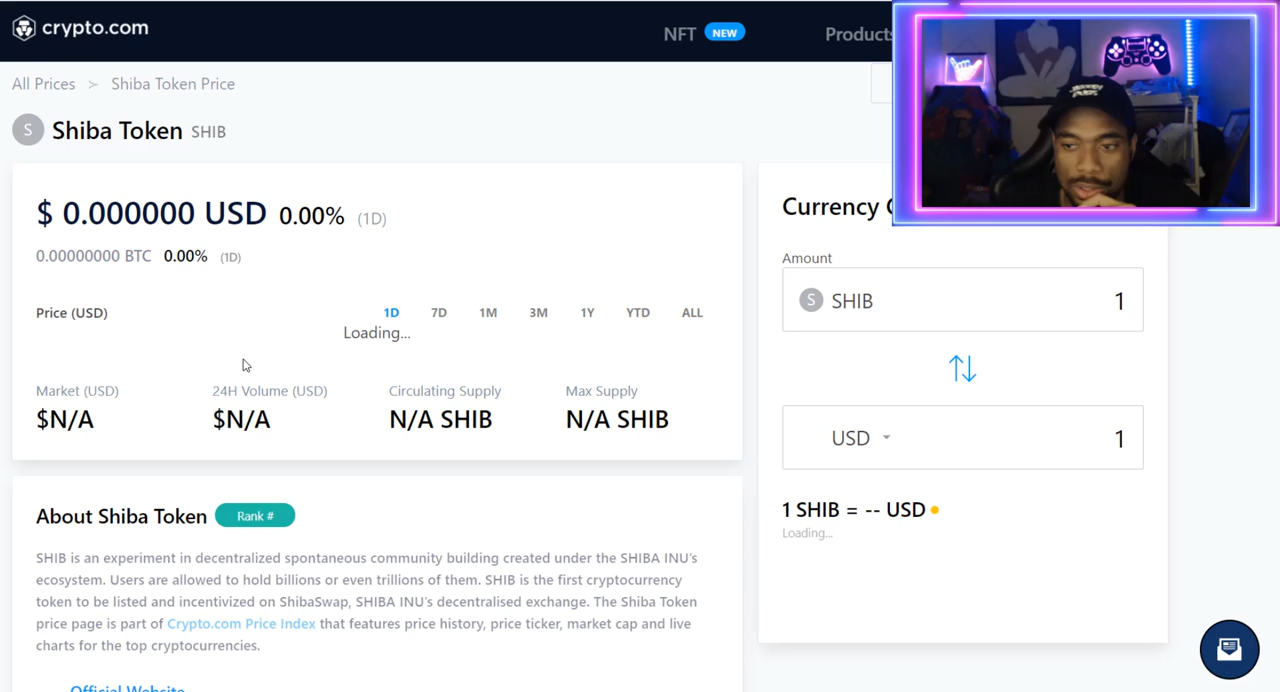 crypto.com
NFT NEW Products
All Prices > Shiba Token Price
S Shiba Token SHIB
$ 0.000000 USD 0.00% (1D)
0.00000000 BTC 0.00% (1D)
Price (USD) 1D 7D 1M 3M 1Y YTD ALL
Loading...
Market (USD) 24H Volume (USD) Circulating Supply Max Supply
$N/A $N/A N/A SHIB N/A SHIB
About Shiba Token Rank #
SHIB is an experiment in decentralized spontaneous community building created under the SHIBA INU's
ecosystem. Users are allowed to hold billions or even trillions of them. SHIB is the first cryptocurrency
token to be listed and incentivized on ShibaSwap, SHIBA INU's decentralised exchange. The Shiba Token
price page is part of Crypto.com Price Index that features price history, price ticker, market cap and live
charts for the top cryptocurrencies.
Official Website
Currency
Amount
S SHIB 1
USD 1
1 SHIB = -- USD
Loading...